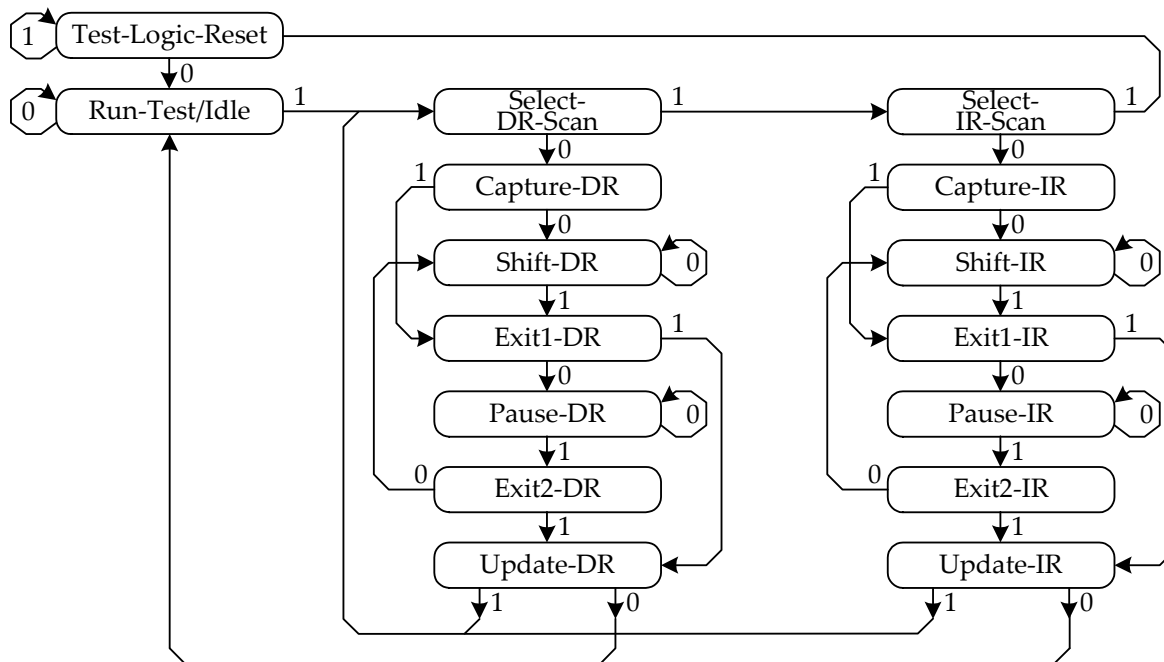 1
Test-Logic-Reset
0
0
Run-Test/Idle
1
Select-
DR-Scan
1
Select-
IR-Scan
1
0
0
1
Capture-DR
1
Capture-IR
0
0
Shift-DR
0
Shift-IR
0
1
1
Exit1-DR
1
Exit1-IR
1
0
0
Pause-DR
0
Pause-IR
0
1
1
0
Exit2-DR
0
Exit2-IR
1
1
Update-DR
Update-IR
1
0
1
0